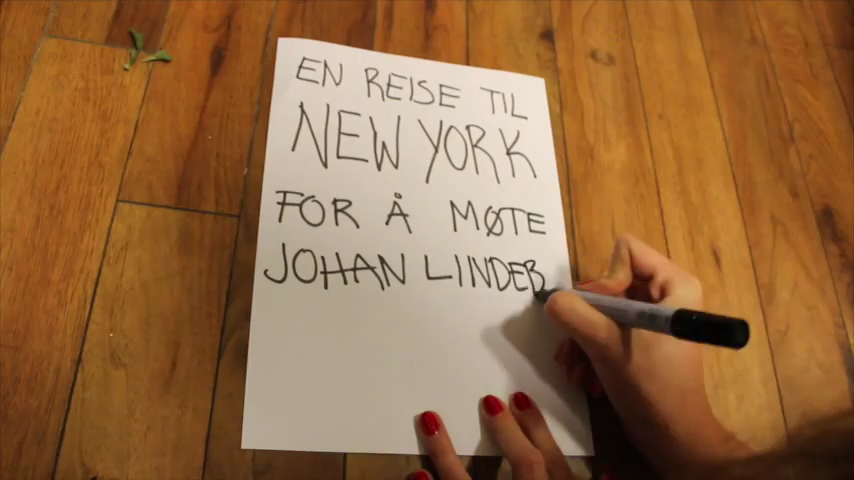 EN REISE TIL
NEW YORK
FOR Å MØTE
JOHAN LINDEB